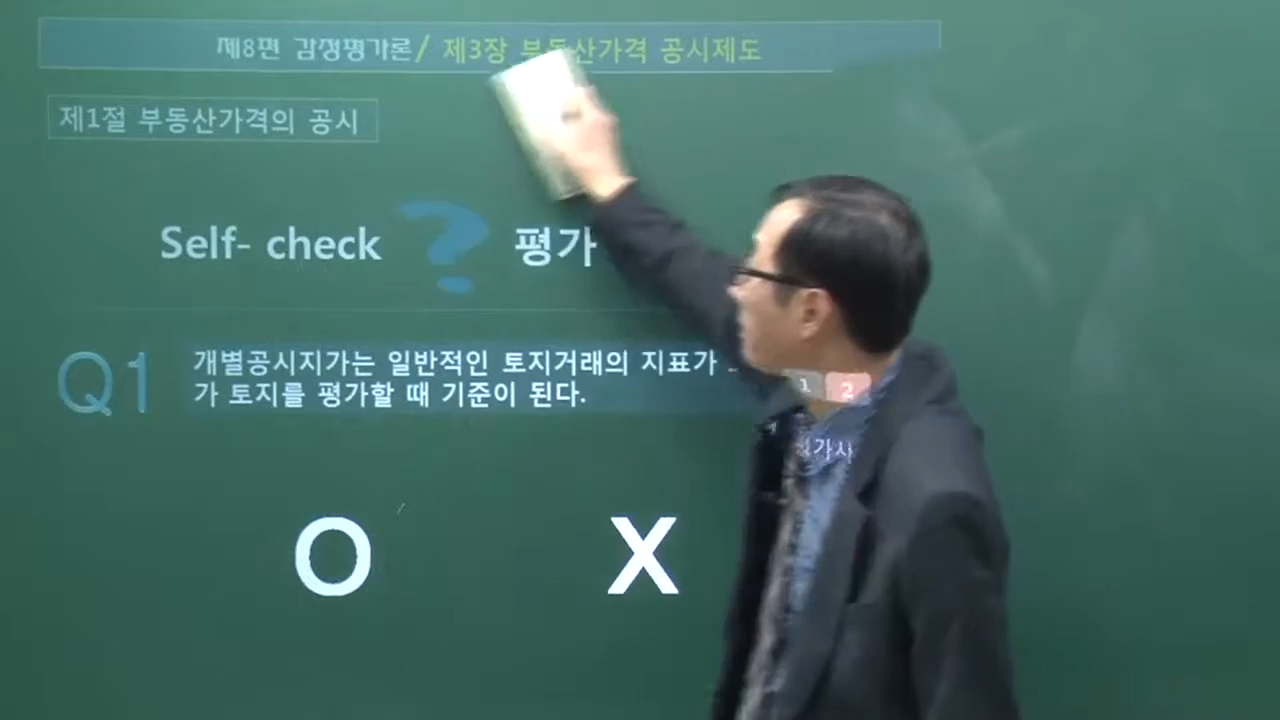 제8편 감정평가론/ 제3장 부동산가격 공시제도
제1절 부동산가격의 공시
Self- check ? 평가
Q1 개별공시지가는 일반적인 토지거래의 지표가
가 토지를 평가할 때 기준이 된다.
1 2
가사
O X